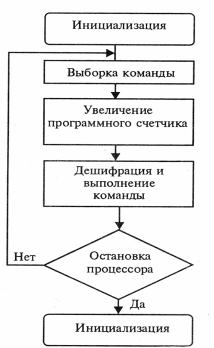 Инициализация
Выборка команды
Увеличение
программного счетчика
Дешифрация и
выполнение
команды
Нет
Остановка
процессора
Да
Инициализация